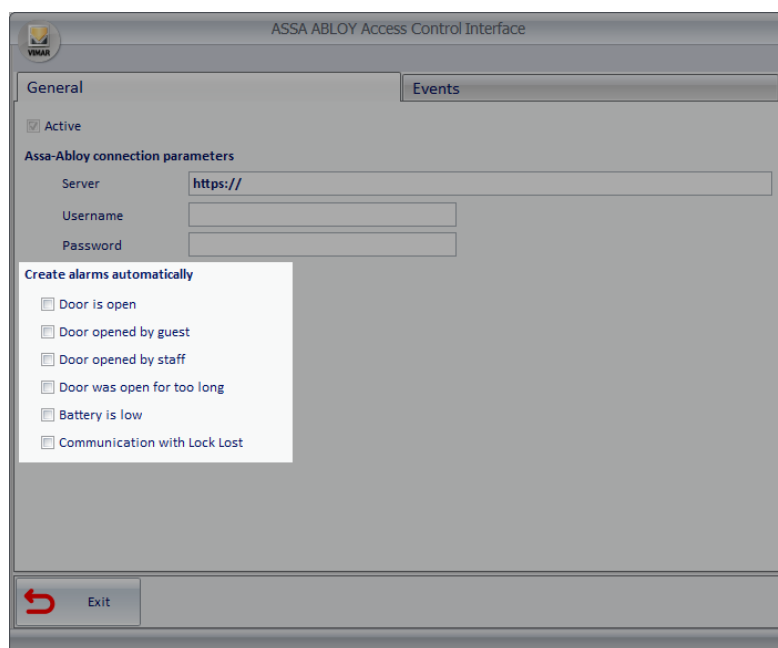 ASSA ABLOY Access Control Interface
VIMAR
General
Events
Active
Assa-Abloy connection parameters
Server https://
Username
Password
Create alarms automatically
Door is open
Door opened by guest
Door opened by staff
Door was open for too long
Battery is low
Communication with Lock Lost
Exit